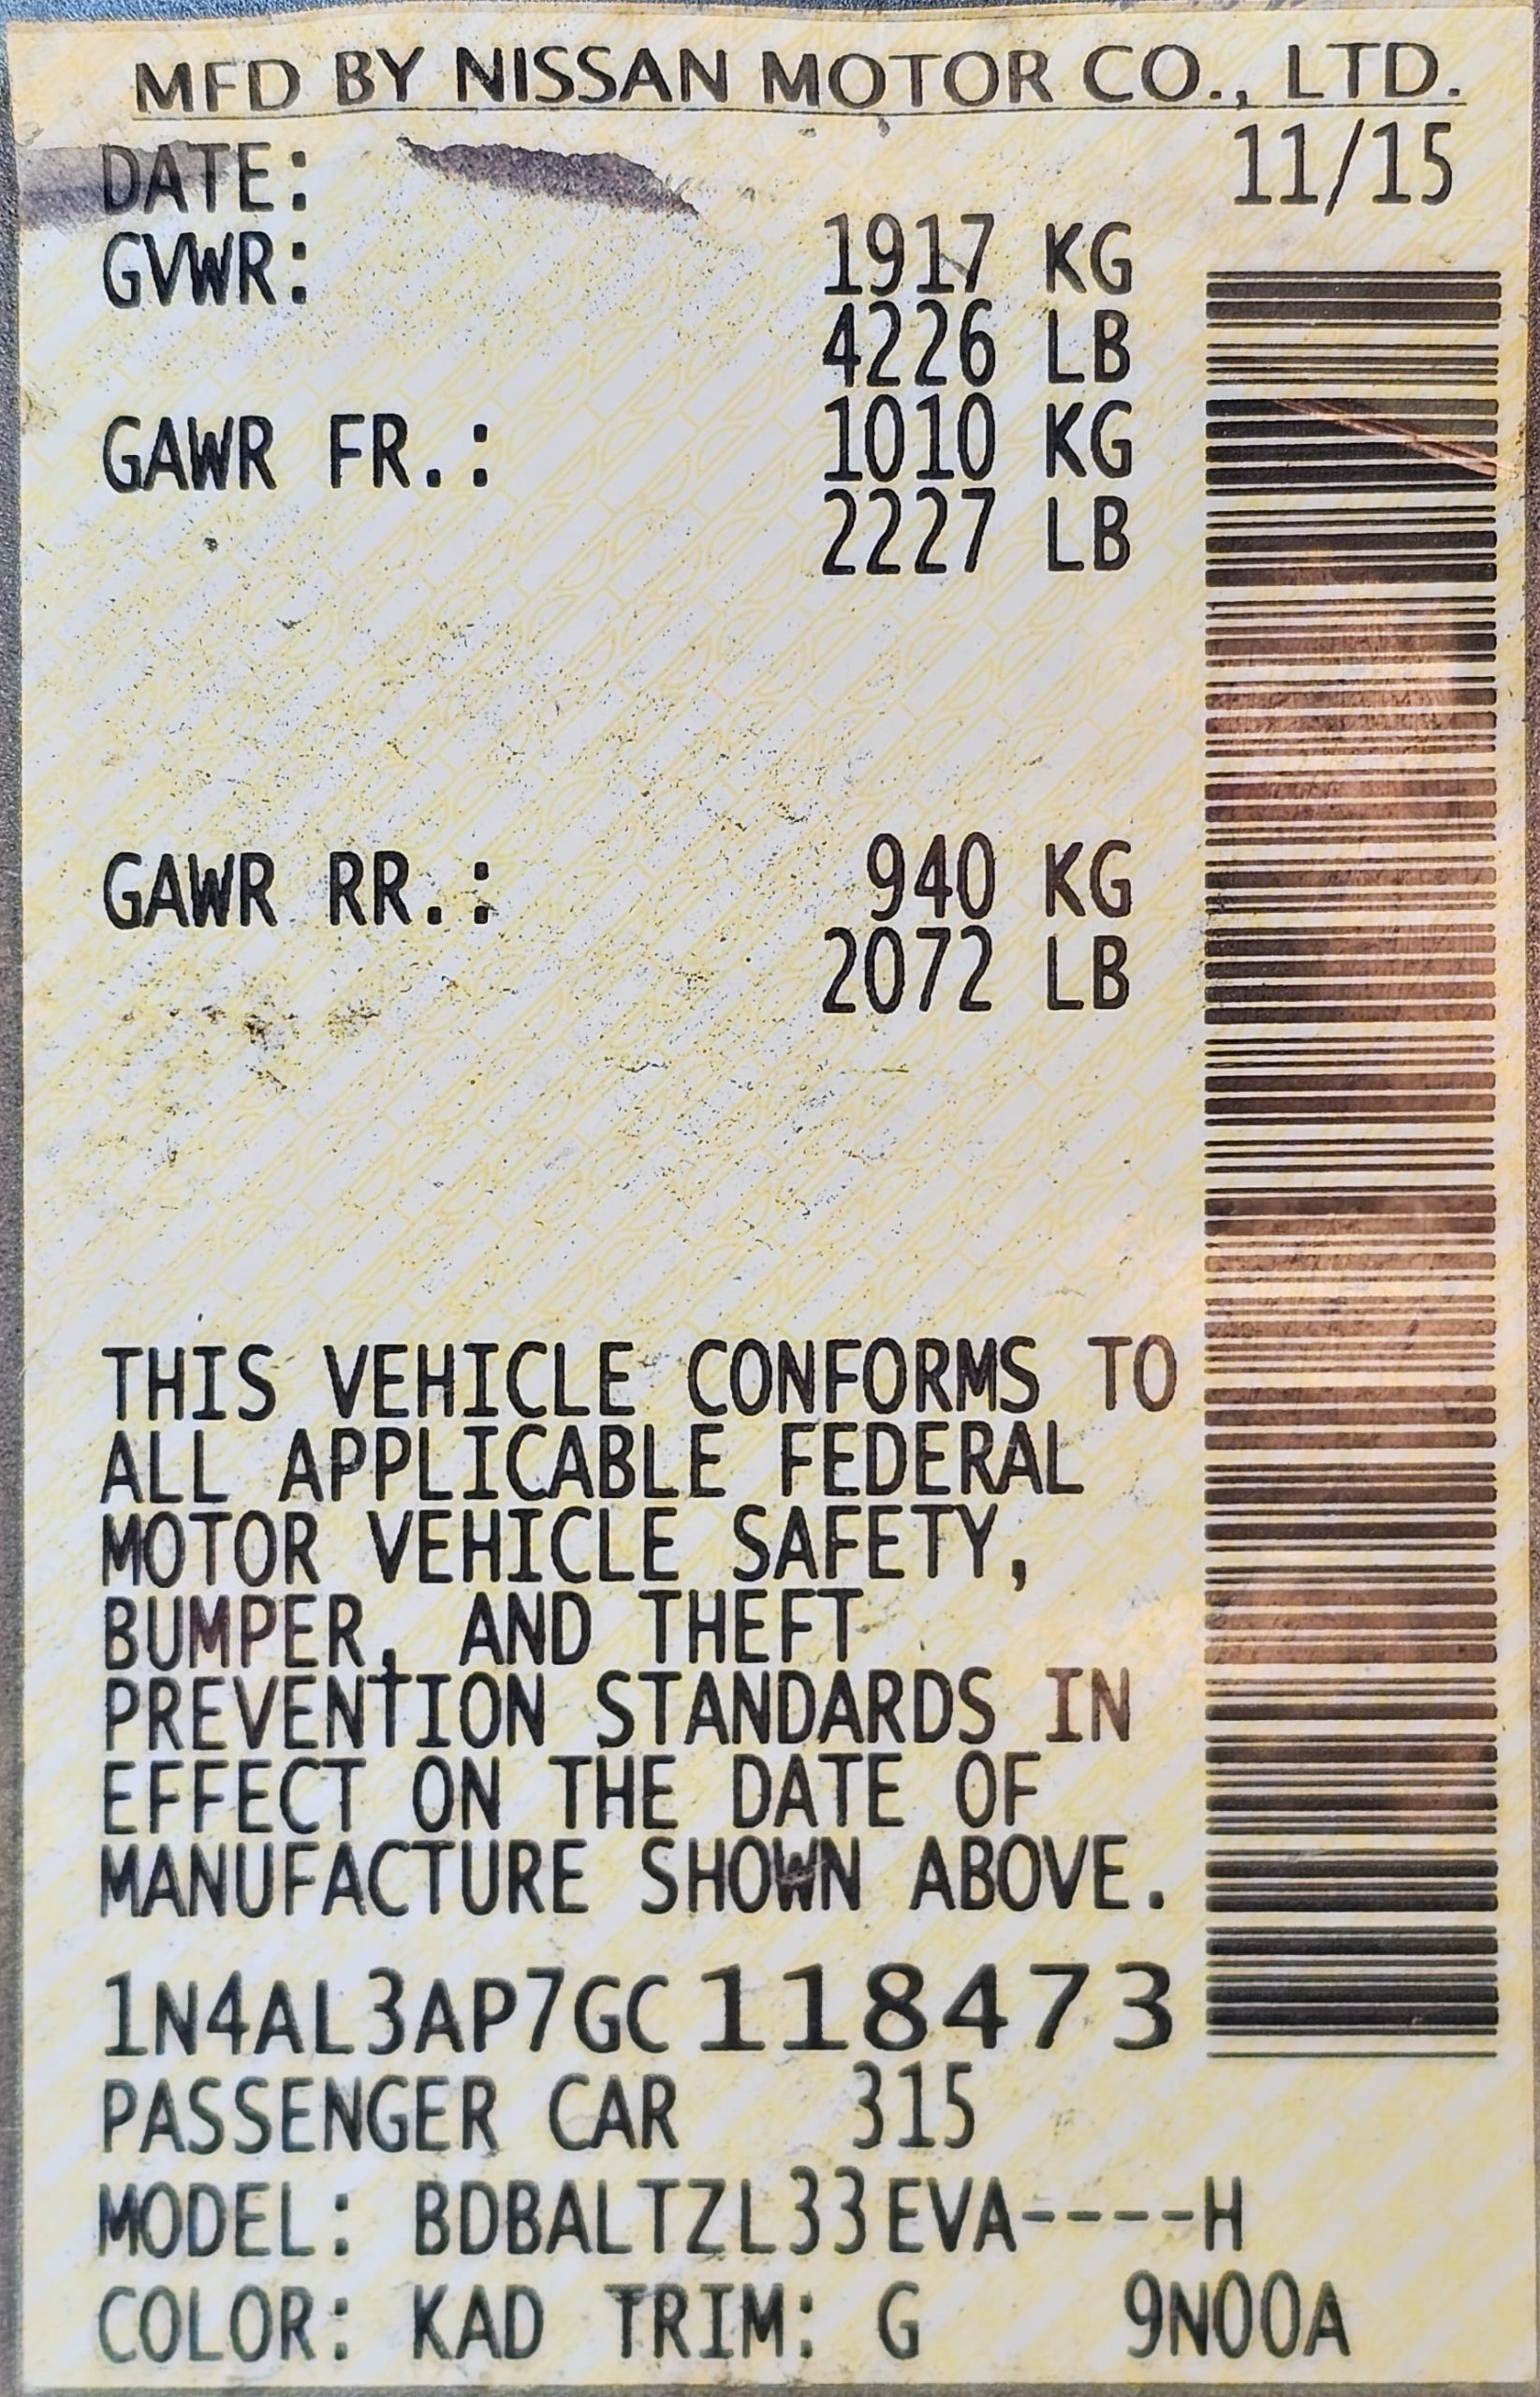 MFD BY NISSAN MOTOR CO., LTD.
DATE: 11/15
GVWR: 1917 KG
4226 LB
GAWR FR.: 1010 KG
2227 LB
GAWR RR.: 940 KG
2072 LB
THIS VEHICLE CONFORMS TO
ALL APPLICABLE FEDERAL
MOTOR VEHICLE SAFETY,
BUMPER, AND THEFT
PREVENTION STANDARDS IN
EFFECT ON THE DATE OF
MANUFACTURE SHOWN ABOVE.
1N4AL3AP7GC118473
PASSENGER CAR 315
MODEL: BDBALTZL33EVA----H
COLOR: KAD TRIM: G 9N00A